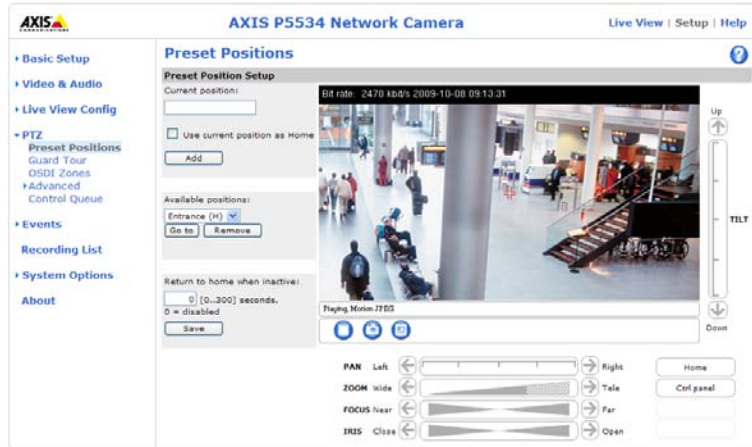 AXIS
COMMUNICATIONS
AXIS P5534 Network Camera
Live View | Setup | Help
Basic Setup
Video & Audio
Live View Config
PTZ
Preset Positions
Guard Tour
OSDI Zones
Advanced
Control Queue
Events
Recording List
System Options
About
Preset Positions
?
Preset Position Setup
Current position:
Use current position as Home
Add
Available positions:
Entrance (H)
Go to
Remove
Return to home when inactive:
0 [0..300] seconds.
0 = disabled
Save
Bit rate: 2470 kbit/s 2009-10-08 09:13:31
Playing, Motion JPEG
Up
TILT
Down
PAN Left Right
Home
ZOOM Wide Tele
Ctrl panel
FOCUS Near Far
IRIS Close Open